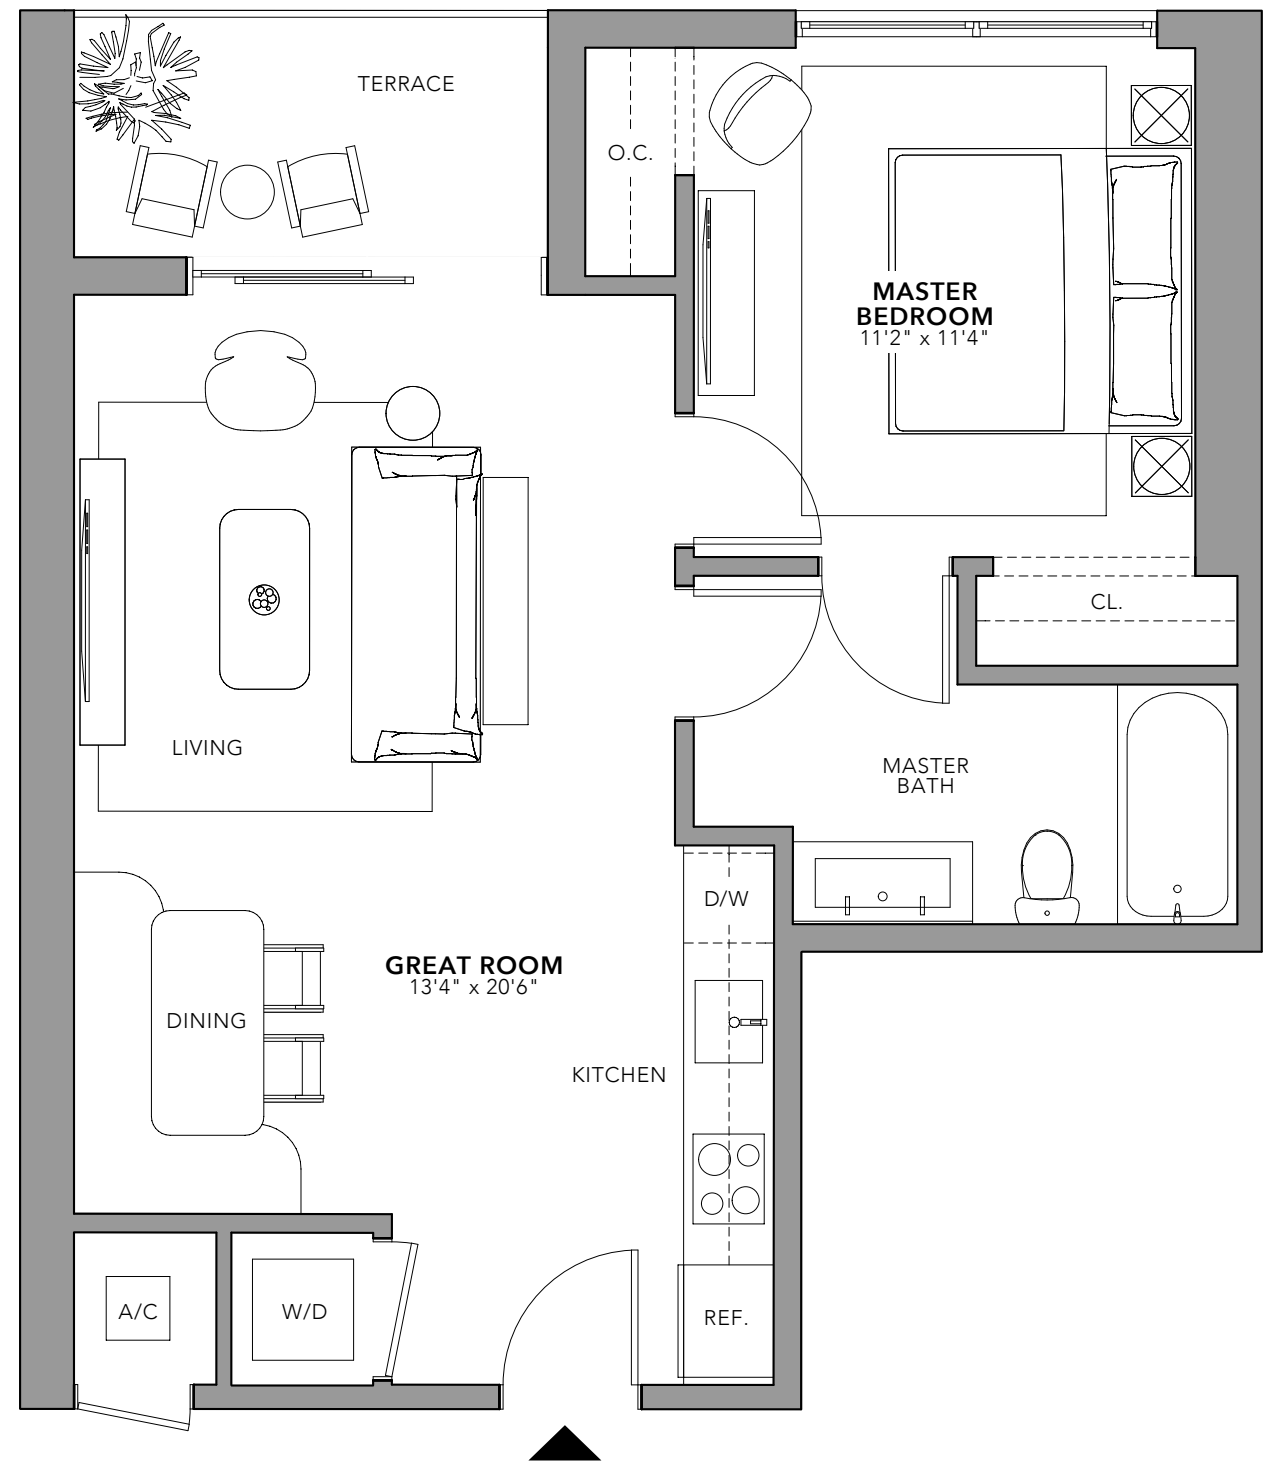 TERRACE
O.C.
MASTER
BEDROOM
11'2" x 11'4"
CL.
LIVING
MASTER
BATH
D/W
GREAT ROOM
13'4" x 20'6"
DINING
KITCHEN
A/C
W/D
REF.